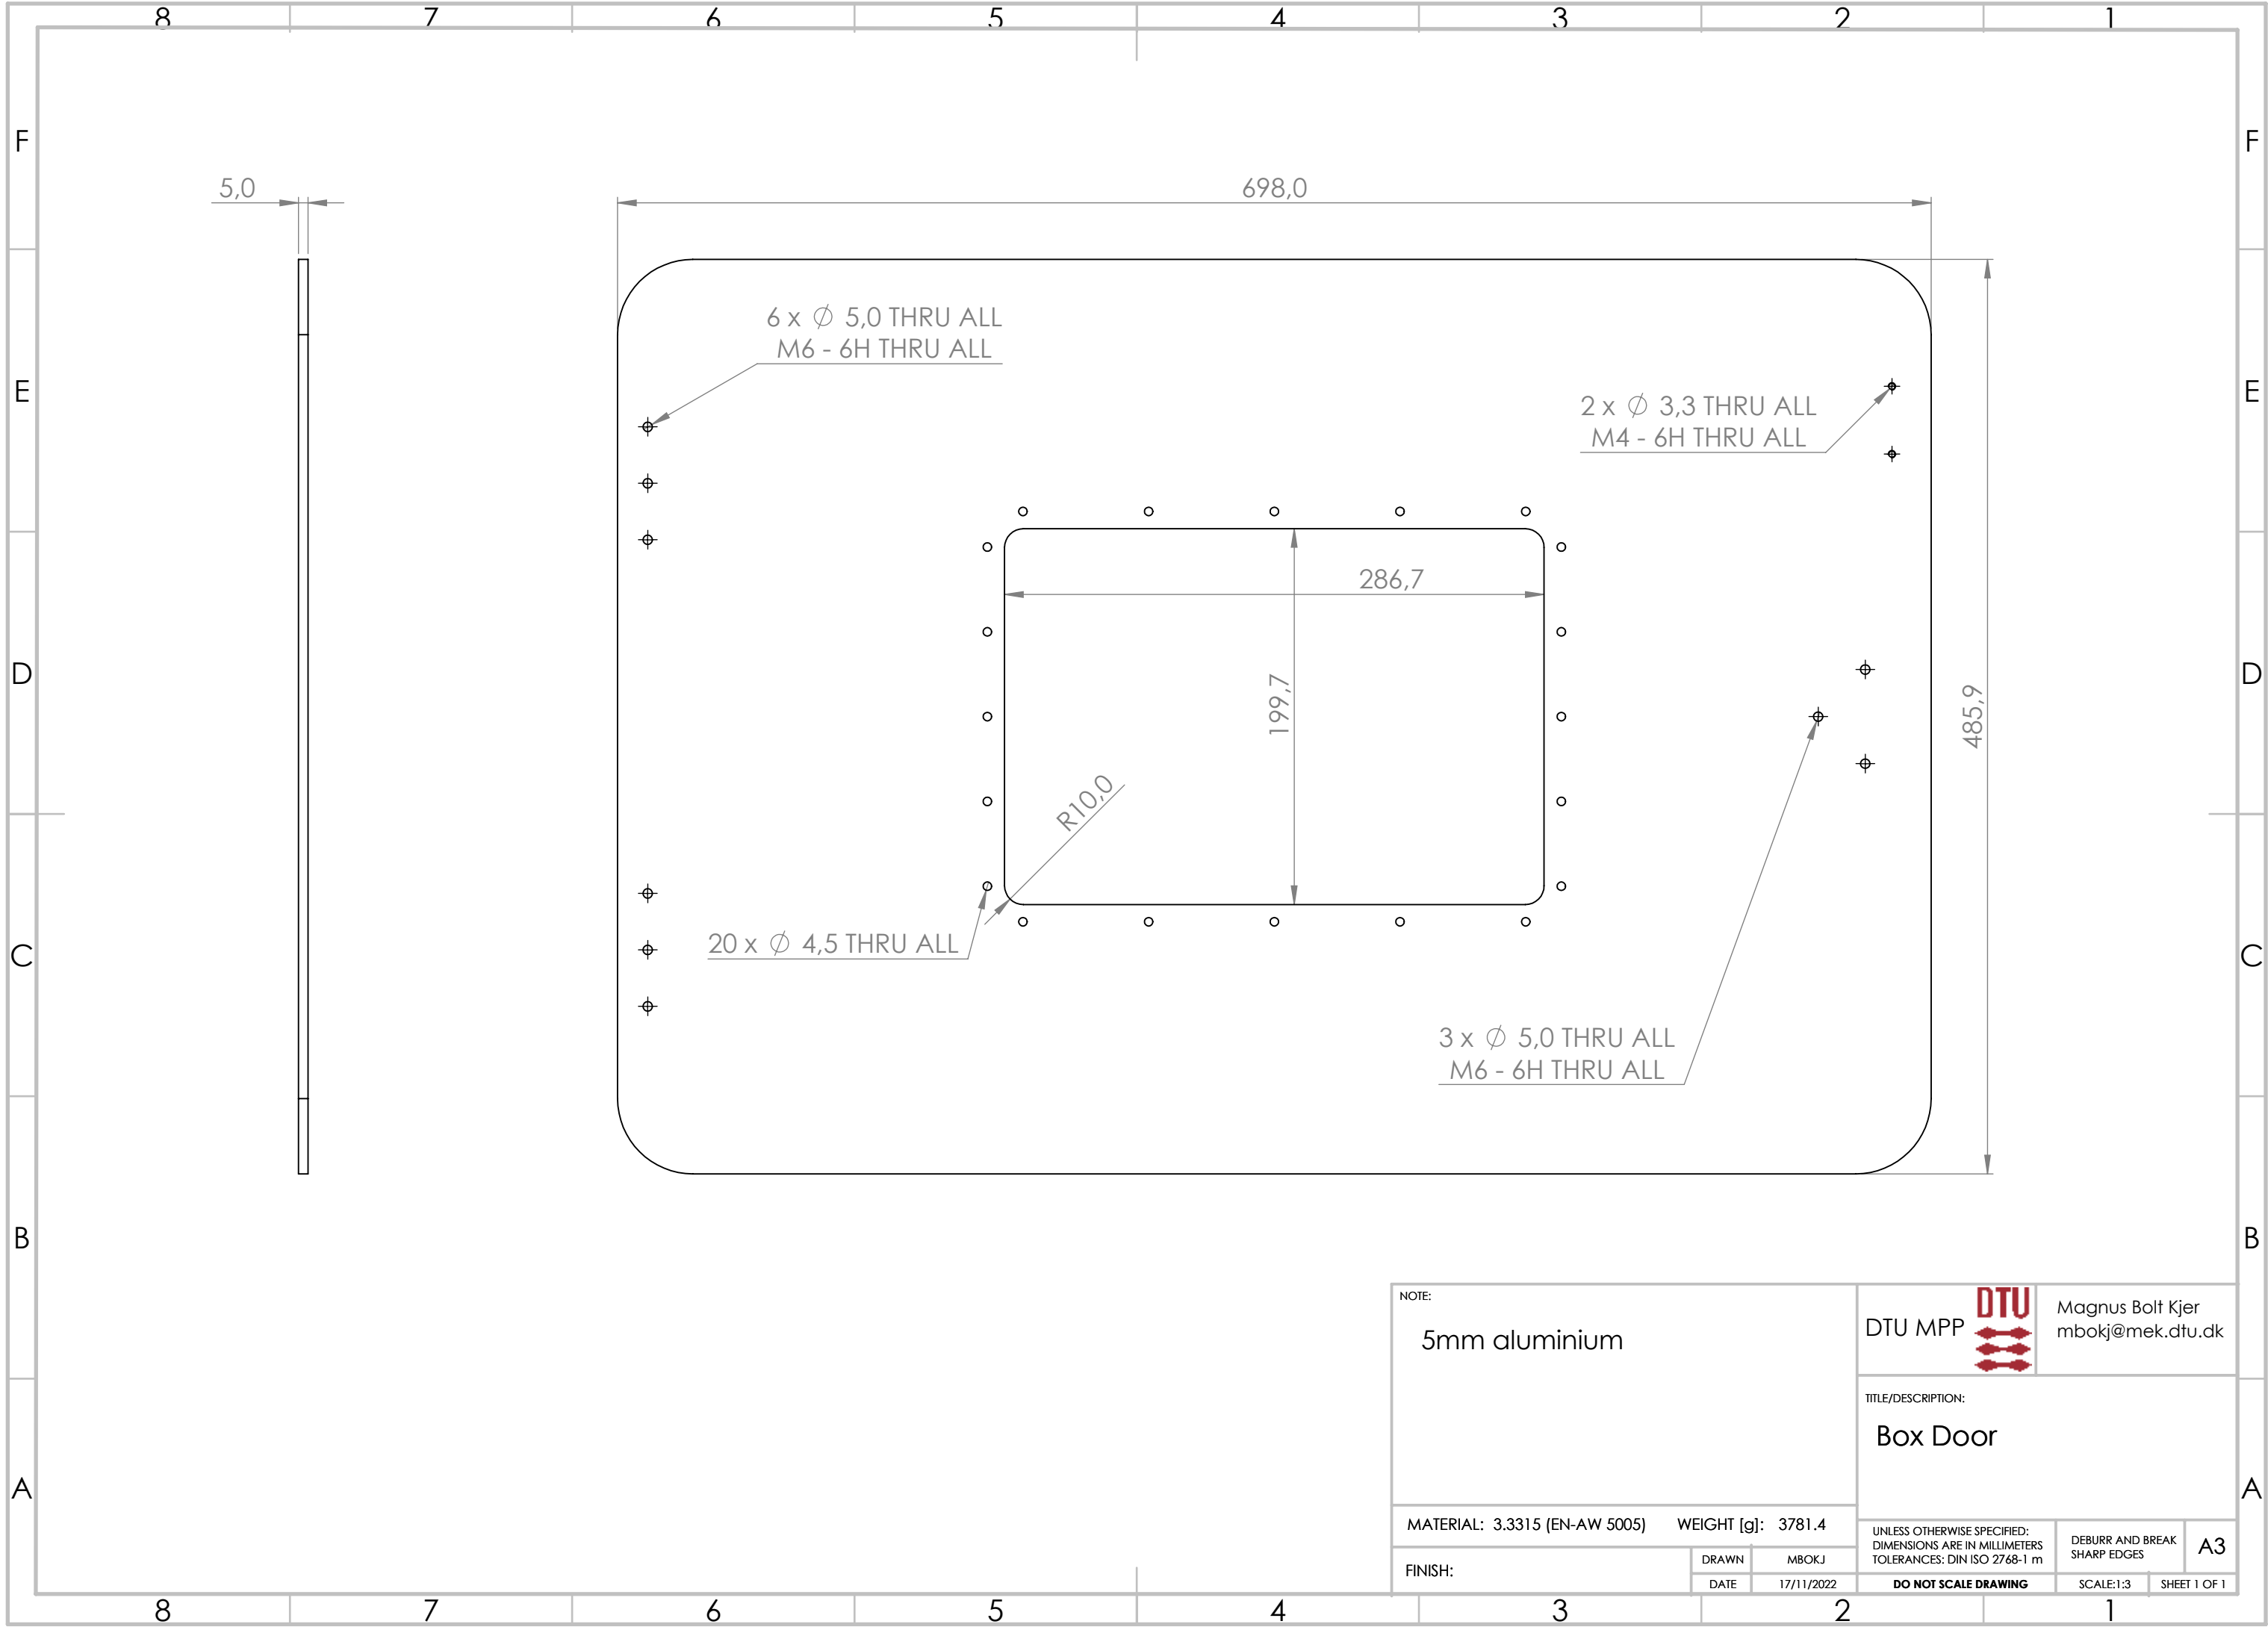 8 7 6 5 4 3 2 1
F F
5,0
698,0
6 x ∅ 5,0 THRU ALL
M6 - 6H THRU ALL
E E
2 x ∅ 3,3 THRU ALL
M4 - 6H THRU ALL
286,7
D D
199,7
485,9
R10,0
20 x ∅ 4,5 THRU ALL
C C
3 x ∅ 5,0 THRU ALL
M6 - 6H THRU ALL
B B
NOTE:
5mm aluminium
DTU MPP
DTU
Magnus Bolt Kjer
mbokj@mek.dtu.dk
TITLE/DESCRIPTION:
Box Door
A A
MATERIAL: 3.3315 (EN-AW 5005) WEIGHT [g]: 3781.4
UNLESS OTHERWISE SPECIFIED:
DIMENSIONS ARE IN MILLIMETERS
TOLERANCES: DIN ISO 2768-1 m
DEBURR AND BREAK
SHARP EDGES
A3
FINISH:
DRAWN MBOKJ
DATE 17/11/2022
DO NOT SCALE DRAWING
SCALE:1:3
SHEET 1 OF 1
8 7 6 5 4 3 2 1